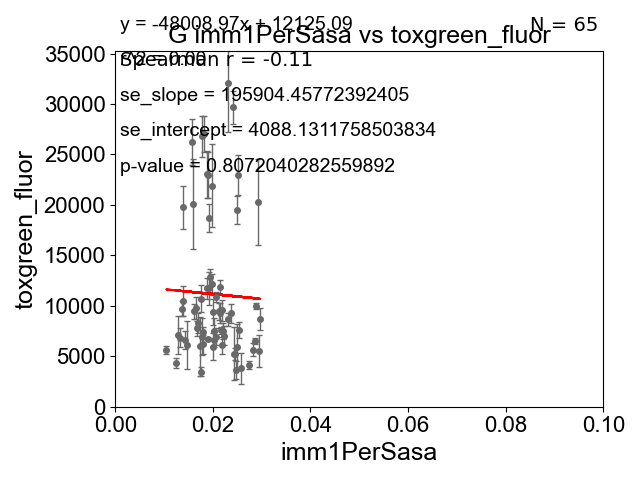 y = -48008.97x + 12125.09
N = 65
G imm1PerSasa vs toxgreen_fluor
r^2 = 0.00
Spearman r = -0.11
se_slope = 195904.45772392405
se_intercept = 4088.1311758503834
p-value = 0.8072040282559892
toxgreen_fluor
35000
30000
25000
20000
15000
10000
5000
0
0.00
0.02
0.04
0.06
0.08
0.10
imm1PerSasa